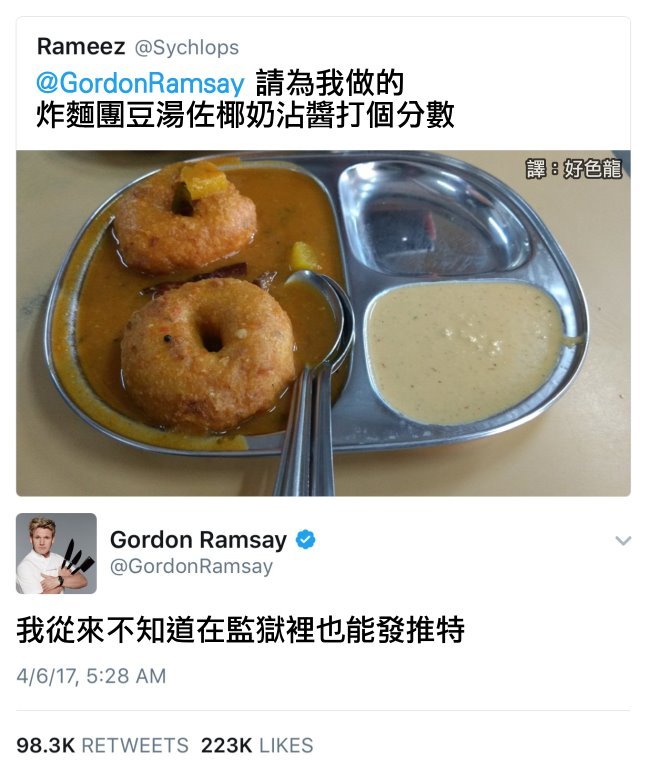 Rameez @Sychlops
@GordonRamsay 請為我做的
炸麵團豆湯佐椰奶沾醬打個分數
譯：好色龍
Gordon Ramsay
@GordonRamsay
我從來不知道在監獄裡也能發推特
4/6/17, 5:28 AM
98.3K RETWEETS 223K LIKES